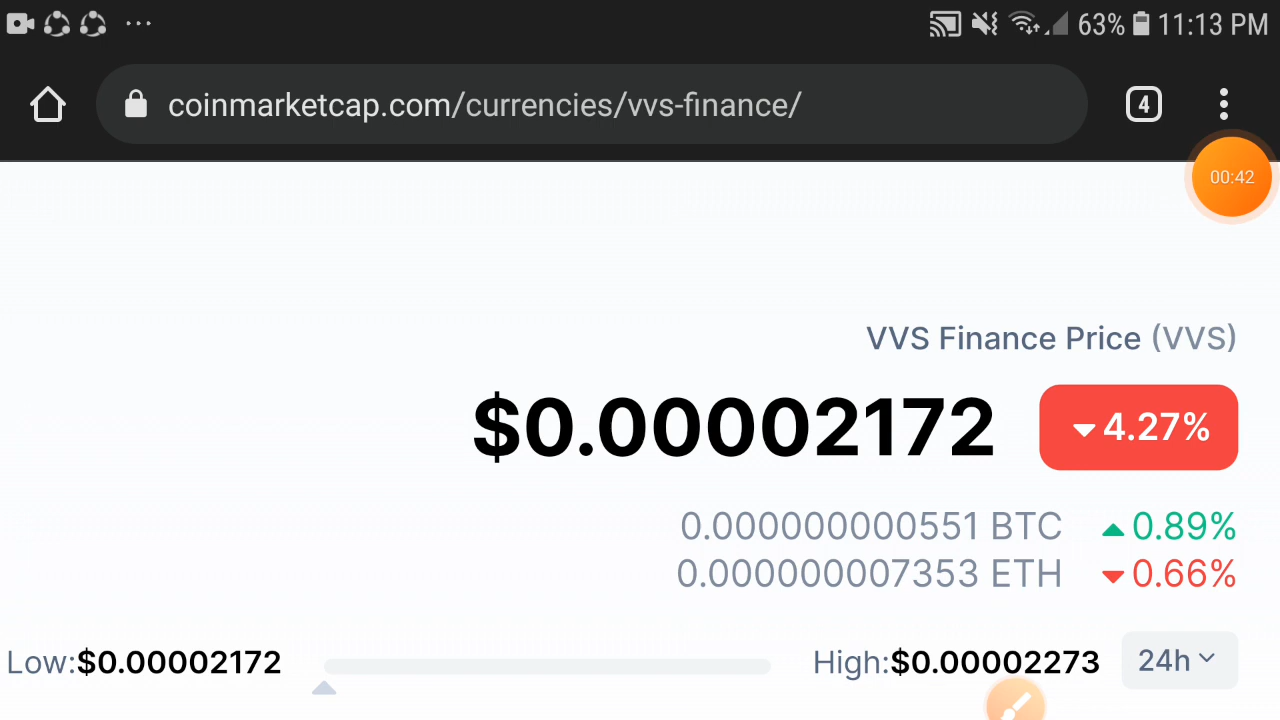 63% 11:13 PM
coinmarketcap.com/currencies/vvs-finance/ 4
00:42
VVS Finance Price (VVS)
$0.00002172 4.27%
0.000000000551 BTC 0.89%
0.000000007353 ETH 0.66%
Low:$0.00002172 High:$0.00002273 24h